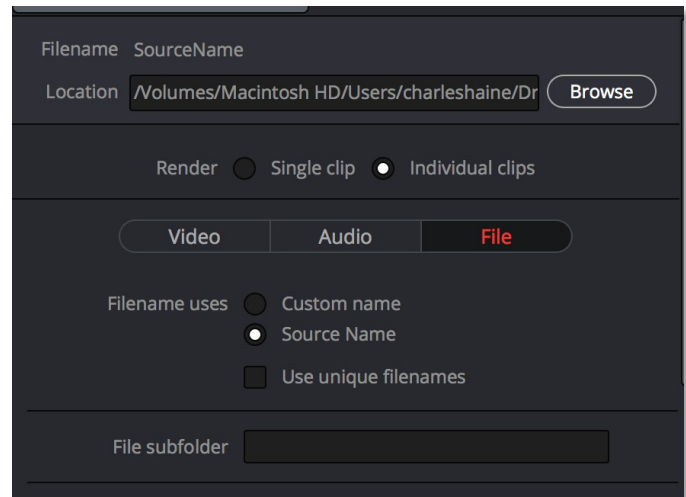 Filename SourceName
Location /Volumes/Macintosh HD/Users/charleshaine/Dr Browse
Render Single clip Individual clips
Video Audio File
Filename uses Custom name
Source Name
Use unique filenames
File subfolder